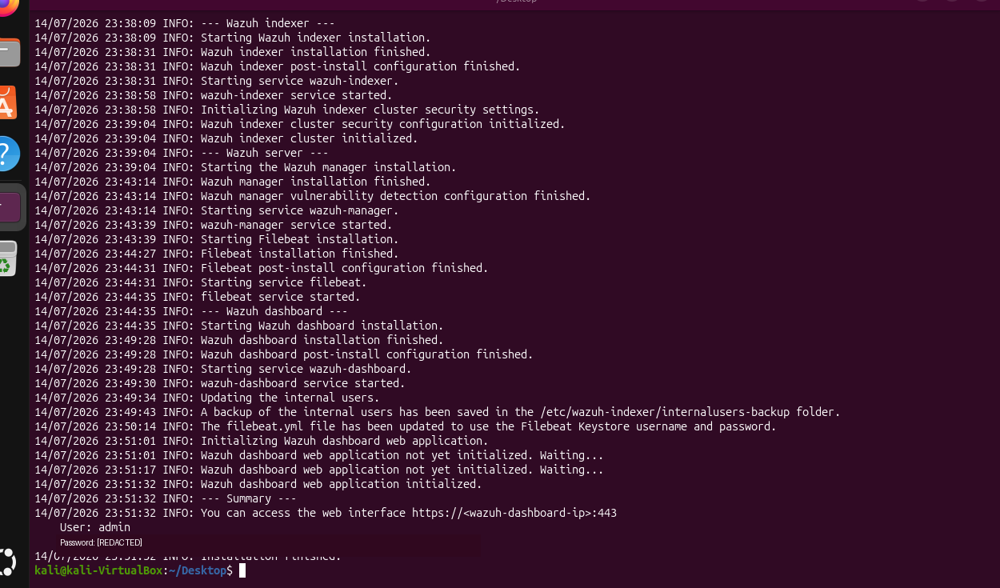 ~/Desktop
14/07/2026 23:38:09 INFO: --- Wazuh indexer ---
14/07/2026 23:38:09 INFO: Starting Wazuh indexer installation.
14/07/2026 23:38:31 INFO: Wazuh indexer installation finished.
14/07/2026 23:38:31 INFO: Wazuh indexer post-install configuration finished.
14/07/2026 23:38:31 INFO: Starting service wazuh-indexer.
14/07/2026 23:38:58 INFO: wazuh-indexer service started.
14/07/2026 23:38:58 INFO: Initializing Wazuh indexer cluster security settings.
14/07/2026 23:39:04 INFO: Wazuh indexer cluster security configuration initialized.
14/07/2026 23:39:04 INFO: Wazuh indexer cluster initialized.
14/07/2026 23:39:04 INFO: --- Wazuh server ---
14/07/2026 23:39:04 INFO: Starting the Wazuh manager installation.
14/07/2026 23:43:14 INFO: Wazuh manager installation finished.
14/07/2026 23:43:14 INFO: Wazuh manager vulnerability detection configuration finished.
14/07/2026 23:43:14 INFO: Starting service wazuh-manager.
14/07/2026 23:43:39 INFO: wazuh-manager service started.
14/07/2026 23:43:39 INFO: Starting Filebeat installation.
14/07/2026 23:44:27 INFO: Filebeat installation finished.
14/07/2026 23:44:31 INFO: Filebeat post-install configuration finished.
14/07/2026 23:44:31 INFO: Starting service filebeat.
14/07/2026 23:44:35 INFO: filebeat service started.
14/07/2026 23:44:35 INFO: --- Wazuh dashboard ---
14/07/2026 23:44:35 INFO: Starting Wazuh dashboard installation.
14/07/2026 23:49:28 INFO: Wazuh dashboard installation finished.
14/07/2026 23:49:28 INFO: Wazuh dashboard post-install configuration finished.
14/07/2026 23:49:28 INFO: Starting service wazuh-dashboard.
14/07/2026 23:49:30 INFO: wazuh-dashboard service started.
14/07/2026 23:49:34 INFO: Updating the internal users.
14/07/2026 23:49:43 INFO: A backup of the internal users has been saved in the /etc/wazuh-indexer/internalusers-backup folder.
14/07/2026 23:50:14 INFO: The filebeat.yml file has been updated to use the Filebeat Keystore username and password.
14/07/2026 23:51:01 INFO: Initializing Wazuh dashboard web application.
14/07/2026 23:51:01 INFO: Wazuh dashboard web application not yet initialized. Waiting...
14/07/2026 23:51:17 INFO: Wazuh dashboard web application not yet initialized. Waiting...
14/07/2026 23:51:32 INFO: Wazuh dashboard web application initialized.
14/07/2026 23:51:32 INFO: --- Summary ---
14/07/2026 23:51:32 INFO: You can access the web interface https://<wazuh-dashboard-ip>:443
User: admin
Password: [REDACTED]
14/07/2026 23:51:32 INFO: Installation finished.
kali@kali-VirtualBox:~/Desktop$